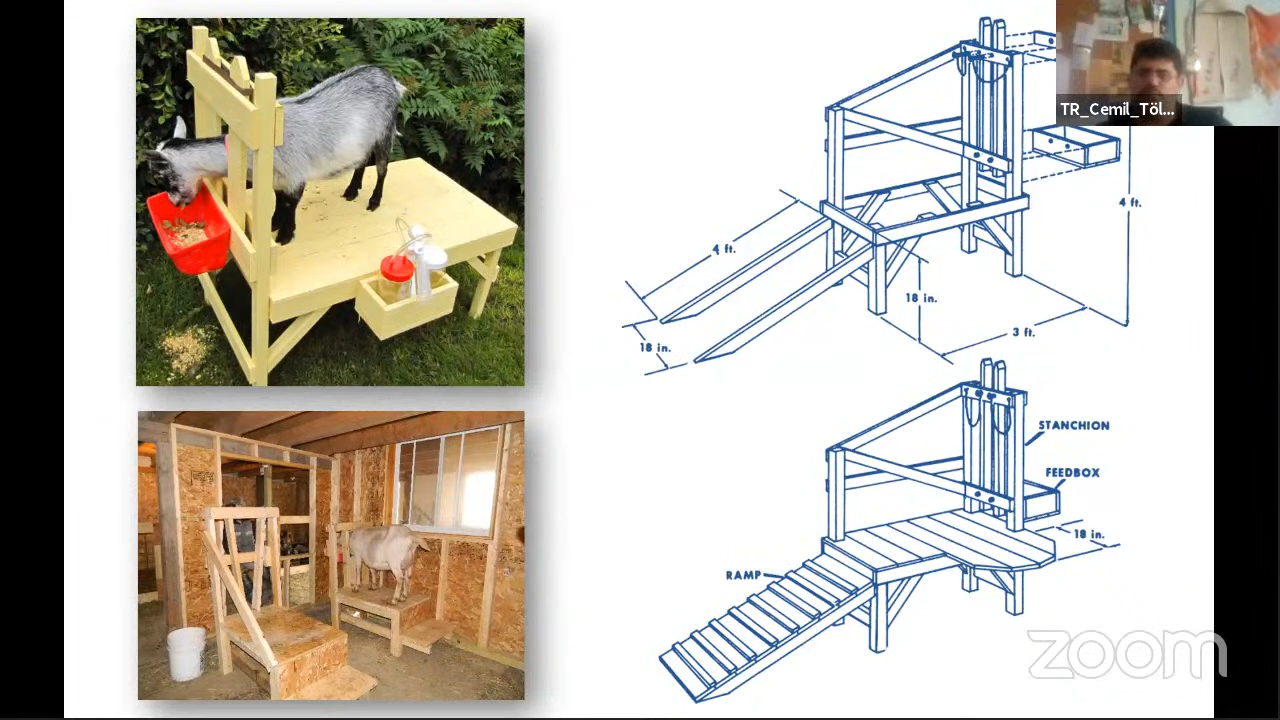 TR_Cemil_Töl...
4 ft.
4 ft.
18 in.
3 ft.
18 in.
STANCHION
FEEDBOX
18 in.
RAMP
zoom